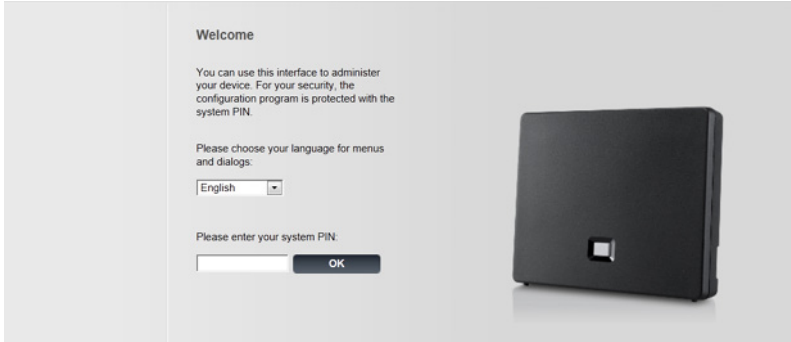 Welcome
You can use this interface to administer
your device. For your security, the
configuration program is protected with the
system PIN.
Please choose your language for menus
and dialogs:
English
Please enter your system PIN:
OK